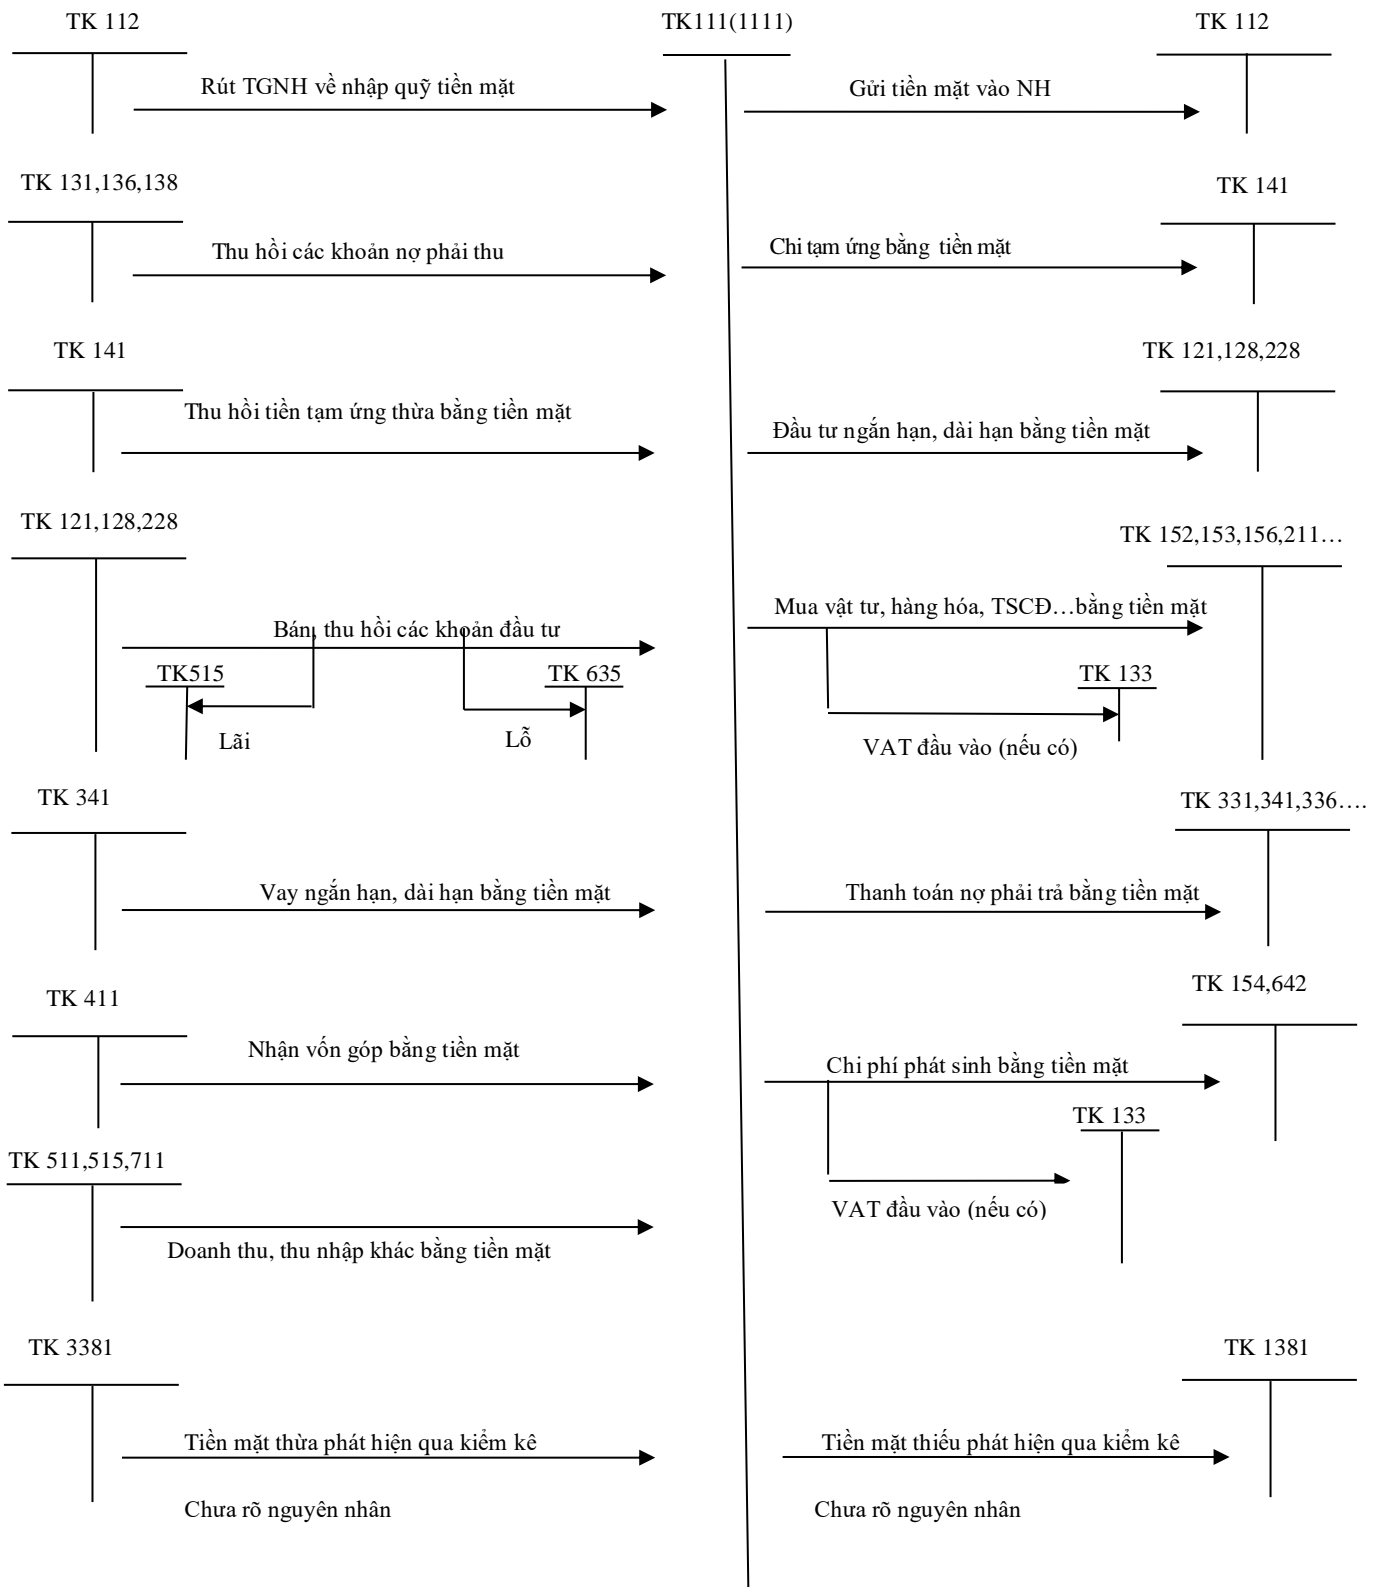 TK 112
TK111(1111)
TK 112
Rút TGNH về nhập quỹ tiền mặt
Gửi tiền mặt vào NH
TK 131,136,138
TK 141
Thu hồi các khoản nợ phải thu
Chi tạm ứng bằng tiền mặt
TK 141
TK 121,128,228
Thu hồi tiền tạm ứng thừa bằng tiền mặt
Đầu tư ngắn hạn, dài hạn bằng tiền mặt
TK 121,128,228
TK 152,153,156,211…
Bán, thu hồi các khoản đầu tư
Mua vật tư, hàng hóa, TSCĐ…bằng tiền mặt
TK515
TK 635
TK 133
Lãi
Lỗ
VAT đầu vào (nếu có)
TK 341
TK 331,341,336….
Vay ngắn hạn, dài hạn bằng tiền mặt
Thanh toán nợ phải trả bằng tiền mặt
TK 411
TK 154,642
Nhận vốn góp bằng tiền mặt
Chi phí phát sinh bằng tiền mặt
TK 133
TK 511,515,711
VAT đầu vào (nếu có)
Doanh thu, thu nhập khác bằng tiền mặt
TK 3381
TK 1381
Tiền mặt thừa phát hiện qua kiểm kê
Tiền mặt thiếu phát hiện qua kiểm kê
Chưa rõ nguyên nhân
Chưa rõ nguyên nhân